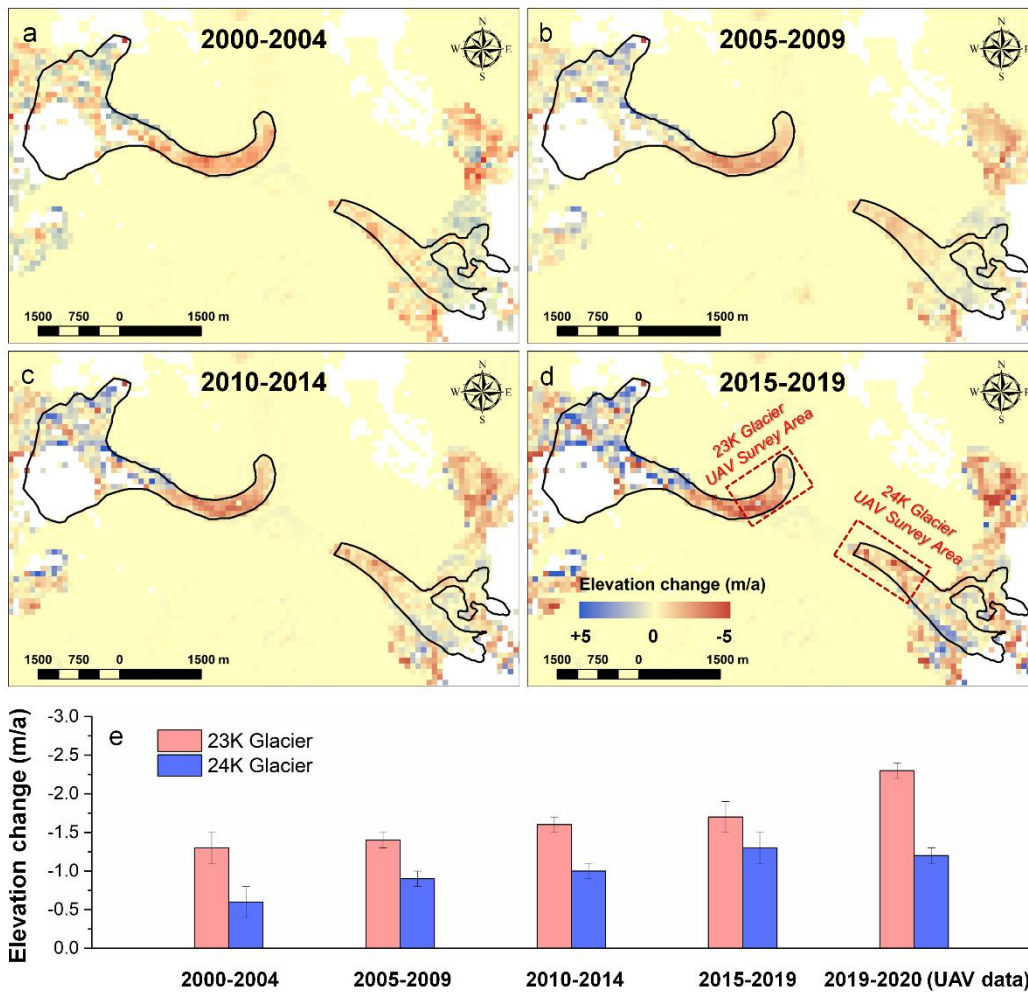 a
2000-2004
N
W
E
S
1500 750 0 1500 m
b
2005-2009
N
W
E
S
1500 750 0 1500 m
c
2010-2014
N
W
E
S
1500 750 0 1500 m
d
2015-2019
N
W
E
S
23K Glacier
UAV Survey Area
24K Glacier
UAV Survey Area
Elevation change (m/a)
+5 0 -5
1500 750 0 1500 m
e
23K Glacier
24K Glacier
Elevation change (m/a)
-3.0
-2.5
-2.0
-1.5
-1.0
-0.5
0.0
2000-2004 2005-2009 2010-2014 2015-2019 2019-2020 (UAV data)